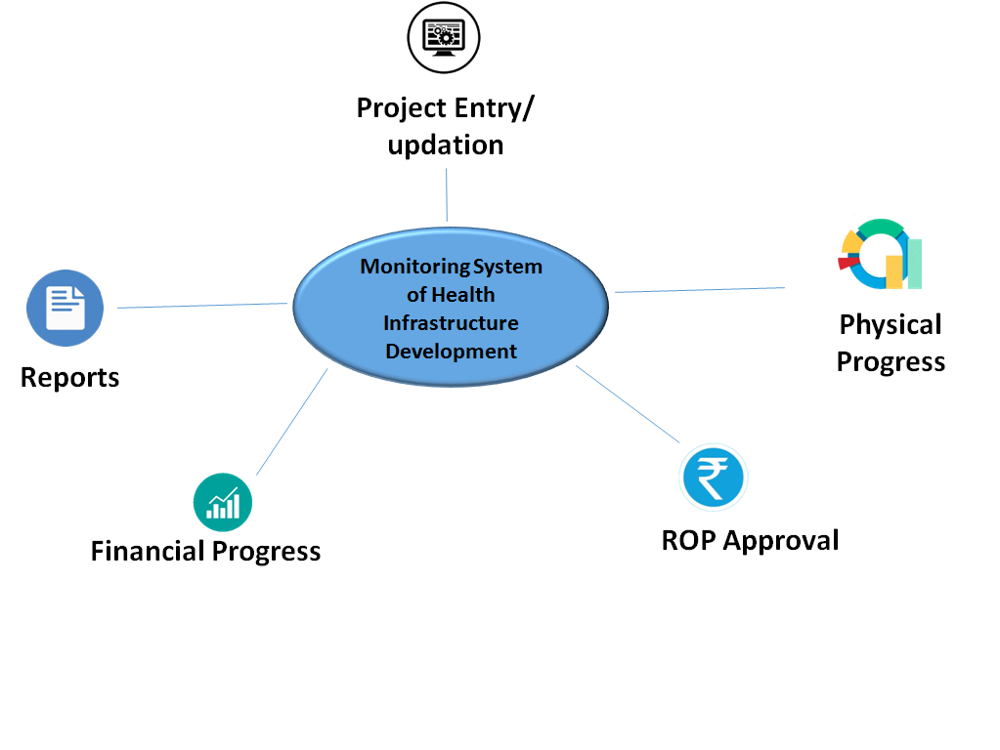 Project Entry/
updation
Monitoring System
of Health
Infrastructure
Development
Physical
Progress
Reports
ROP Approval
Financial Progress